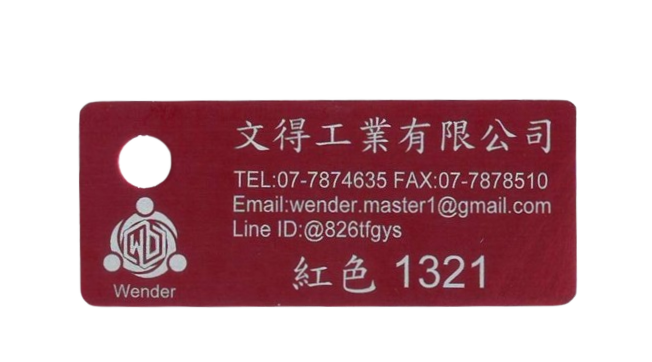 文得工業有限公司
TEL:07-7874635 FAX:07-7878510
Email:wender.master1@gmail.com
Line ID:@826tfgys
WD
Wender
紅色 1321